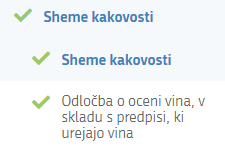 Sheme kakovosti
Sheme kakovosti
Odločba o oceni vina, v
skladu s predpisi, ki
urejajo vina